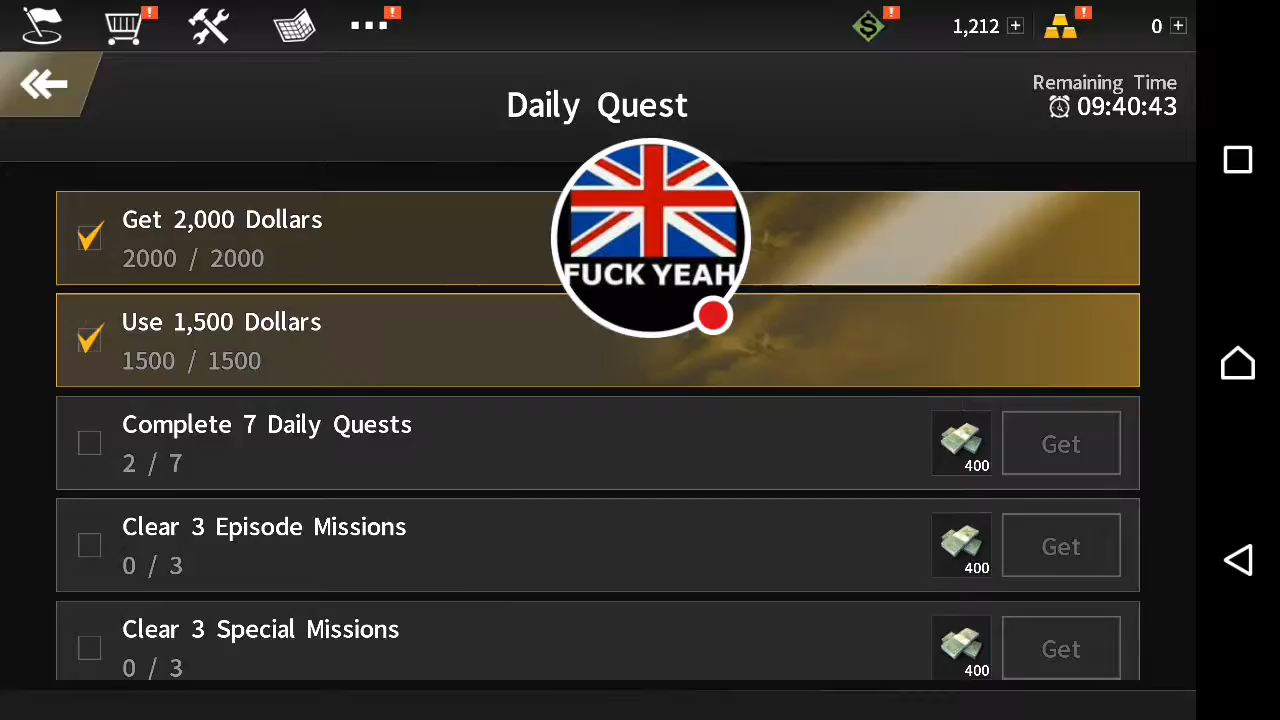 1,212
0
Remaining Time
09:40:43
Daily Quest
Get 2,000 Dollars
2000 / 2000
FUCK YEAH
Use 1,500 Dollars
1500 / 1500
Complete 7 Daily Quests
2 / 7
400
Get
Clear 3 Episode Missions
0 / 3
400
Get
Clear 3 Special Missions
0 / 3
400
Get